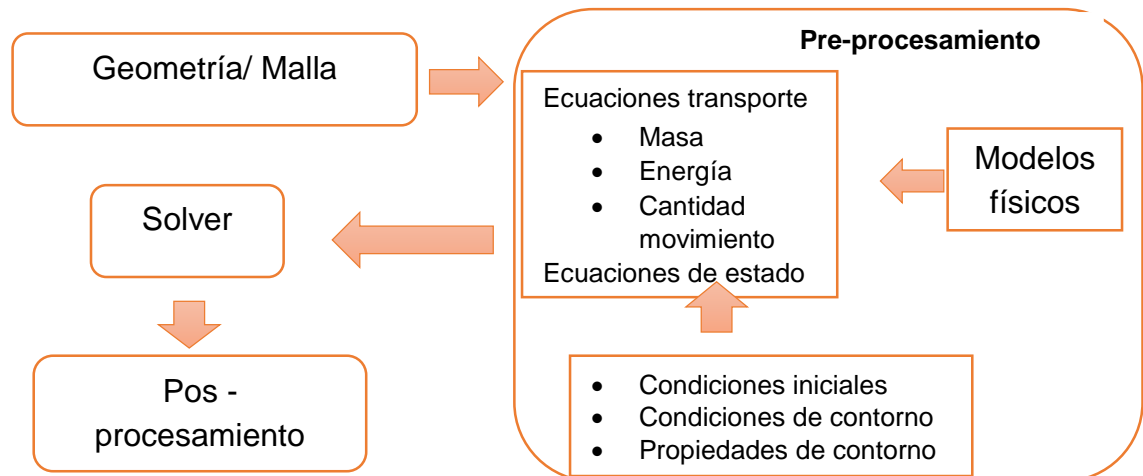 Geometría/ Malla
Pre-procesamiento
Ecuaciones transporte
• Masa
• Energía
• Cantidad
movimiento
Ecuaciones de estado
Modelos
físicos
Solver
Pos -
procesamiento
• Condiciones iniciales
• Condiciones de contorno
• Propiedades de contorno